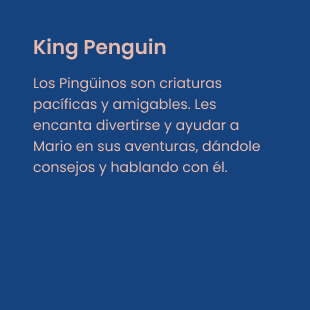 King Penguin
Los Pingüinos son criaturas
pacíficas y amigables. Les
encanta divertirse y ayudar a
Mario en sus aventuras, dándole
consejos y hablando con él.